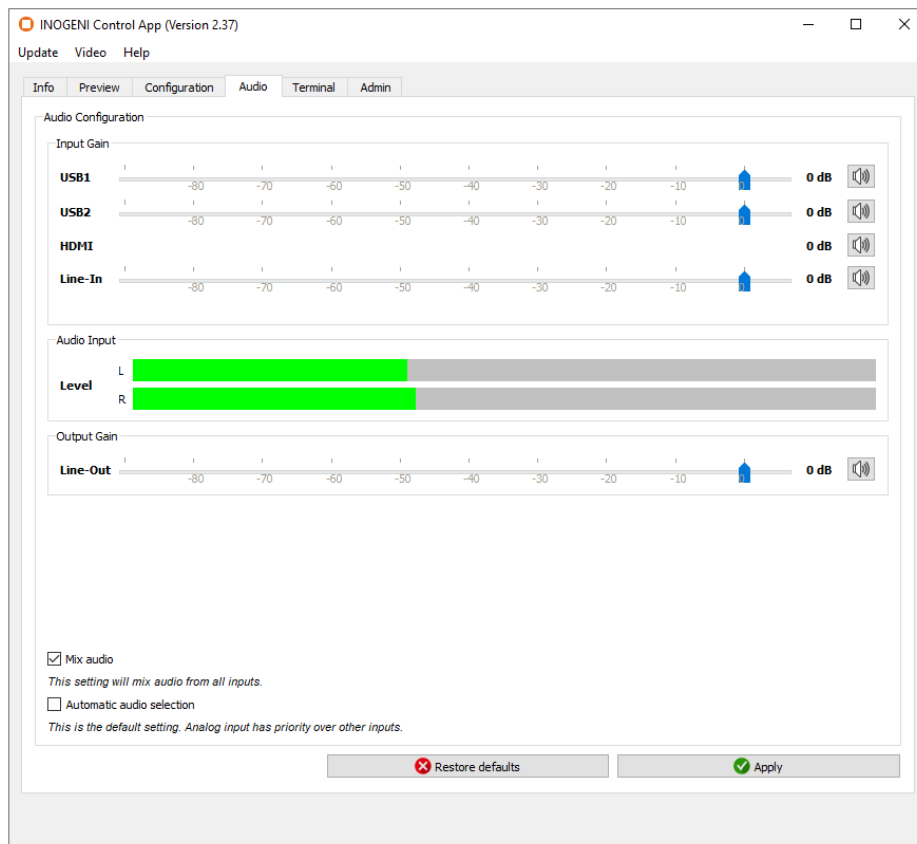 INOGENI Control App (Version 2.37)
Update Video Help
Info Preview Configuration Audio Terminal Admin
Audio Configuration
Input Gain
USB1 0 dB
-80 -70 -60 -50 -40 -30 -20 -10 0
USB2 0 dB
-80 -70 -60 -50 -40 -30 -20 -10 0
HDMI 0 dB
Line-In 0 dB
-80 -70 -60 -50 -40 -30 -20 -10 0
Audio Input
L
Level
R
Output Gain
Line-Out 0 dB
-80 -70 -60 -50 -40 -30 -20 -10 0
Mix audio
This setting will mix audio from all inputs.
Automatic audio selection
This is the default setting. Analog input has priority over other inputs.
Restore defaults Apply